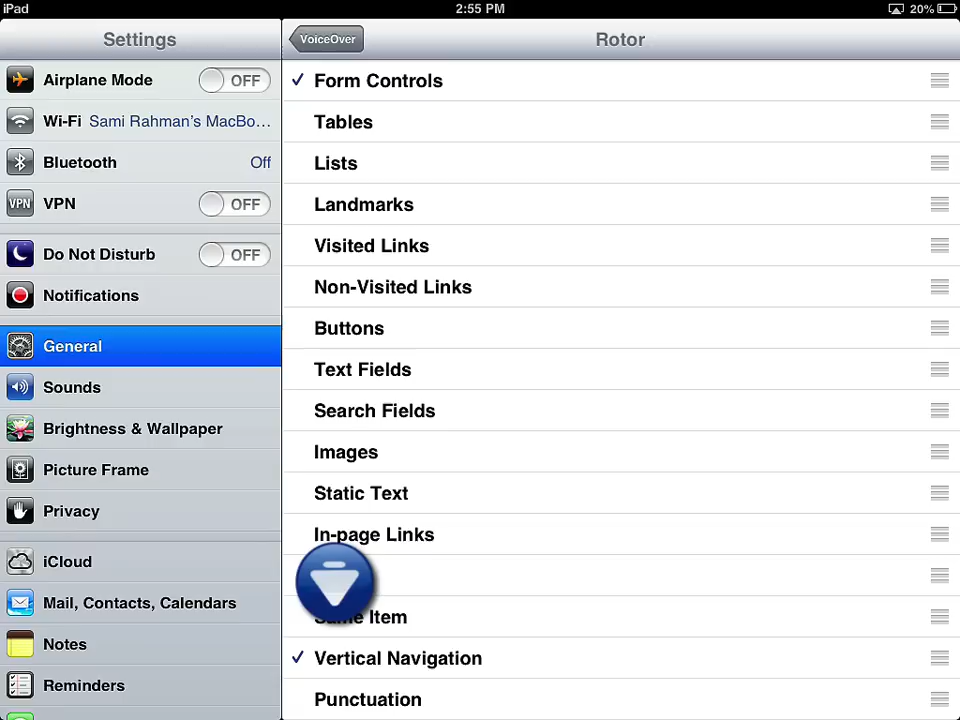 iPad 2:55 PM 20%
Settings
VoiceOver
Rotor
Airplane Mode OFF
Wi-Fi Sami Rahman's MacBo...
Bluetooth Off
VPN VPN OFF
Do Not Disturb OFF
Notifications
General
Sounds
Brightness & Wallpaper
Picture Frame
Privacy
iCloud
Mail, Contacts, Calendars
Notes
Reminders
Form Controls
Tables
Lists
Landmarks
Visited Links
Non-Visited Links
Buttons
Text Fields
Search Fields
Images
Static Text
In-page Links
Item
Vertical Navigation
Punctuation